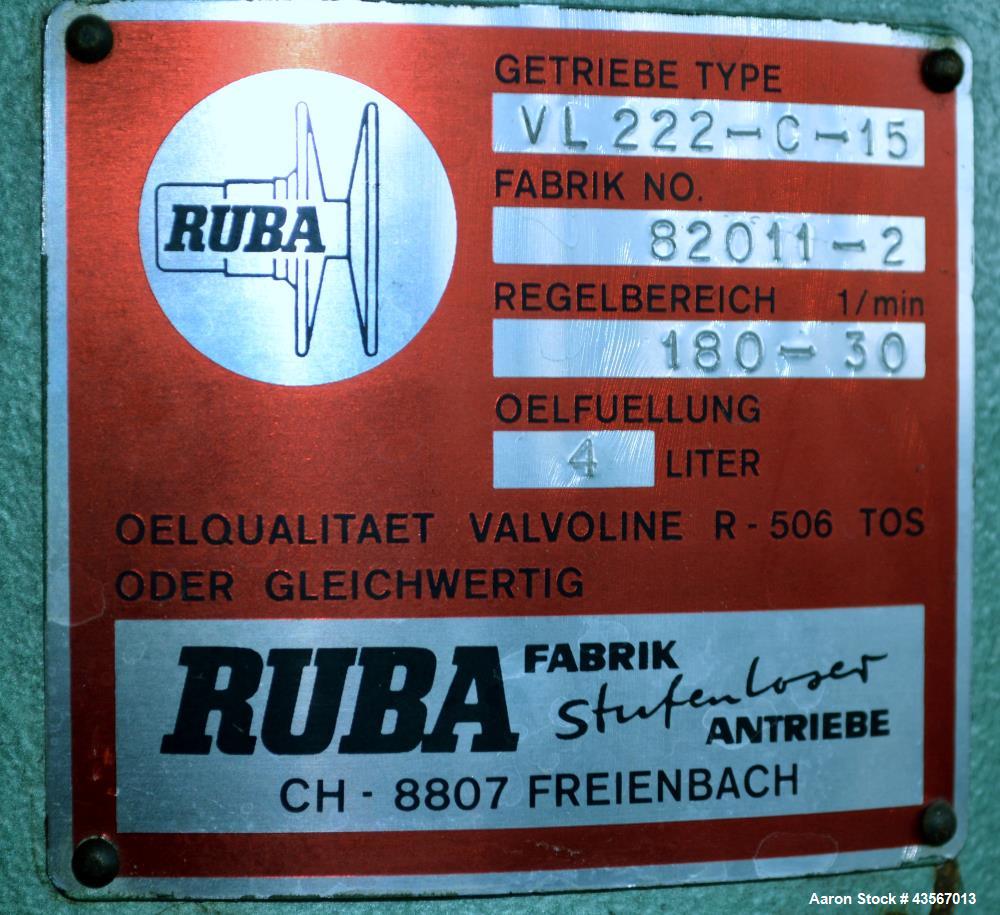 RUBA
GETRIEBE TYPE
VL 222-C-15
FABRIK NO.
82011-2
REGELBEREICH 1/min
180-30
OELFUELLUNG
4 LITER
OELQUALITAET VALVOLINE R-506 TOS
ODER GLEICHWERTIG
RUBA FABRIK
Stufenloser
ANTRIEBE
CH-8807 FREIENBACH
Aaron Stock # 43567013